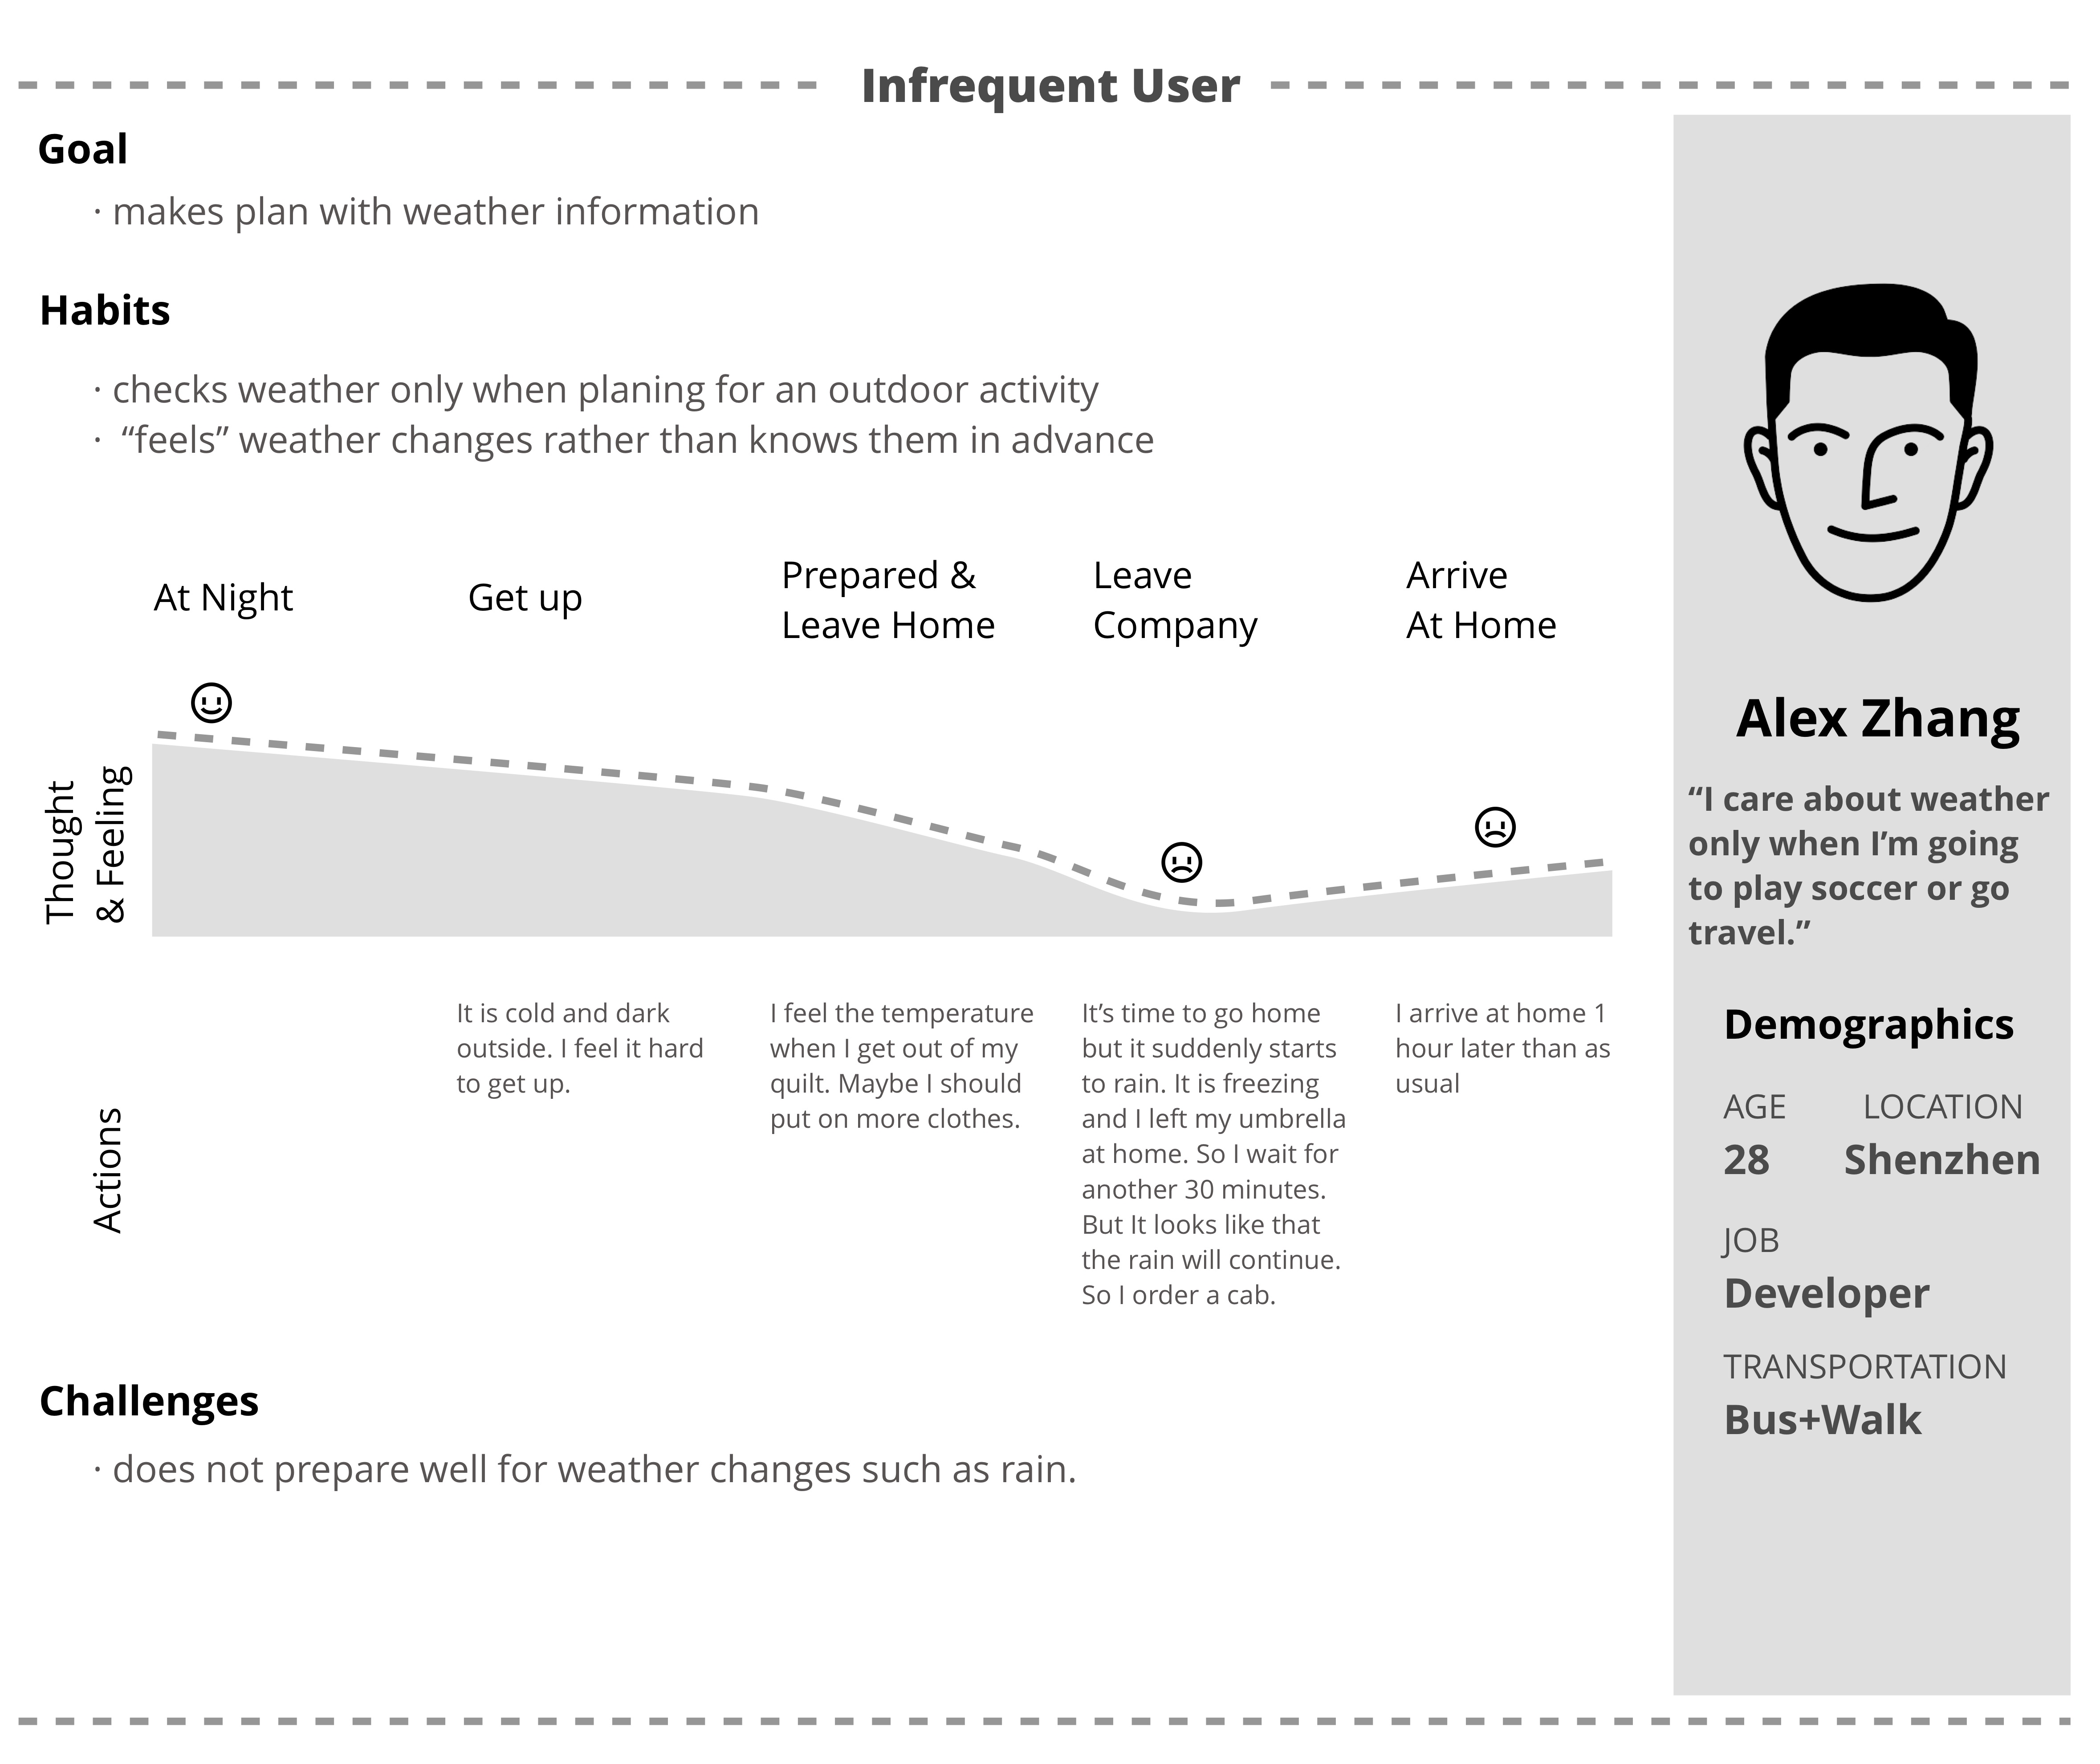 Infrequent User
Goal
· makes plan with weather information
Habits
· checks weather only when planing for an outdoor activity
· “feels” weather changes rather than knows them in advance
At Night
Get up
Prepared &
Leave Home
Leave
Company
Arrive
At Home
Thought
& Feeling
Actions
It is cold and dark
outside. I feel it hard
to get up.
I feel the temperature
when I get out of my
quilt. Maybe I should
put on more clothes.
It’s time to go home
but it suddenly starts
to rain. It is freezing
and I left my umbrella
at home. So I wait for
another 30 minutes.
But It looks like that
the rain will continue.
So I order a cab.
I arrive at home 1
hour later than as
usual
Challenges
· does not prepare well for weather changes such as rain.
Alex Zhang
“I care about weather
only when I’m going
to play soccer or go
travel.”
Demographics
AGE LOCATION
28 Shenzhen
JOB
Developer
TRANSPORTATION
Bus+Walk